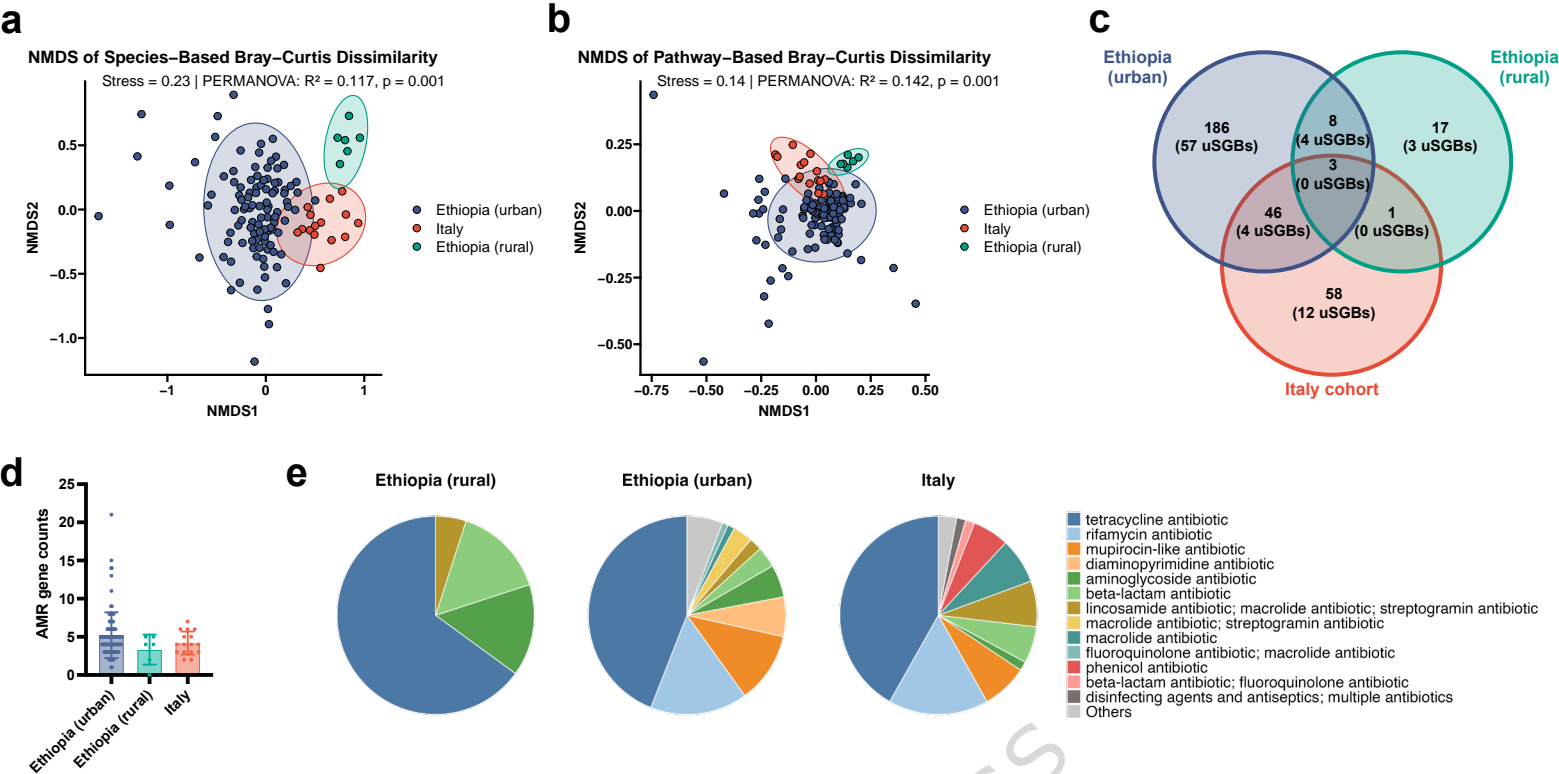 a
NMDS of Species−Based Bray−Curtis Dissimilarity
Stress = 0.23 | PERMANOVA: R² = 0.117, p = 0.001
0.5
0.0
−0.5
−1.0
NMDS2
−1
0
1
NMDS1
Ethiopia (urban)
Italy
Ethiopia (rural)
b
NMDS of Pathway−Based Bray−Curtis Dissimilarity
Stress = 0.14 | PERMANOVA: R² = 0.142, p = 0.001
0.25
0.00
−0.25
−0.50
NMDS2
−0.75
−0.50
−0.25
0.00
0.25
0.50
NMDS1
Ethiopia (urban)
Italy
Ethiopia (rural)
c
Ethiopia
(urban)
Ethiopia
(rural)
186
(57 uSGBs)
8
(4 uSGBs)
17
(3 uSGBs)
3
(0 uSGBs)
46
(4 uSGBs)
1
(0 uSGBs)
58
(12 uSGBs)
Italy cohort
d
AMR gene counts
25
20
15
10
5
0
Ethiopia (urban)
Ethiopia (rural)
Italy
e
Ethiopia (rural)
Ethiopia (urban)
Italy
tetracycline antibiotic
rifamycin antibiotic
mupirocin-like antibiotic
diaminopyrimidine antibiotic
aminoglycoside antibiotic
beta-lactam antibiotic
lincosamide antibiotic; macrolide antibiotic; streptogramin antibiotic
macrolide antibiotic; streptogramin antibiotic
macrolide antibiotic
fluoroquinolone antibiotic; macrolide antibiotic
phenicol antibiotic
beta-lactam antibiotic; fluoroquinolone antibiotic
disinfecting agents and antiseptics; multiple antibiotics
Others